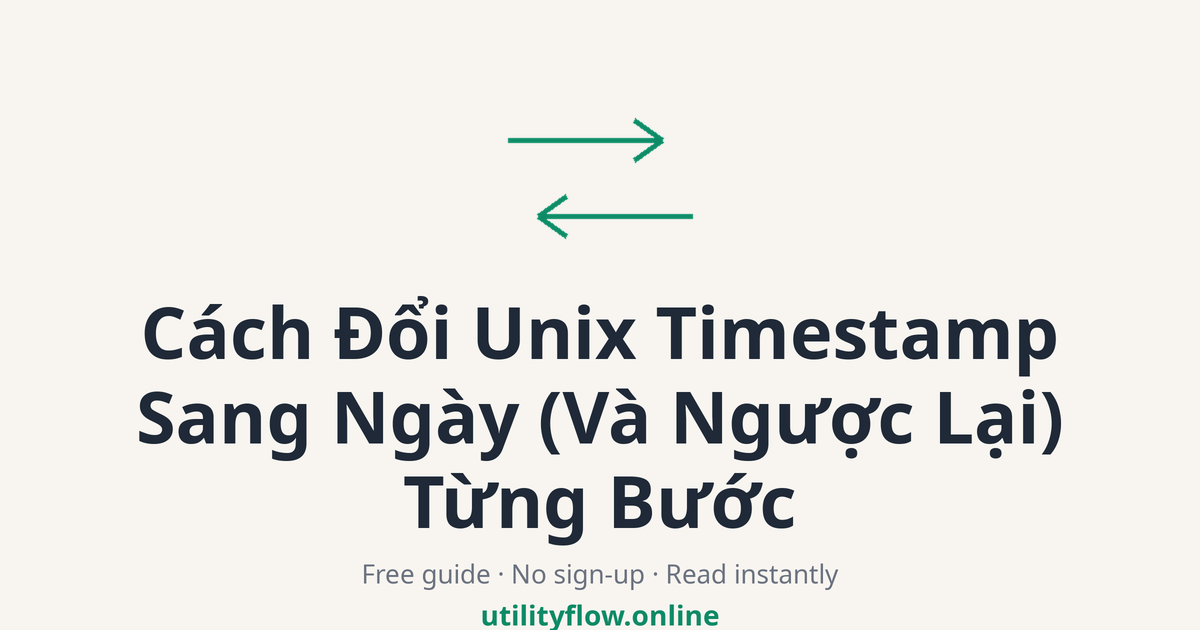 Cách Đổi Unix Timestamp
Sang Ngày (Và Ngược Lại)
Từng Bước
Free guide · No sign-up · Read instantly
utilityflow.online